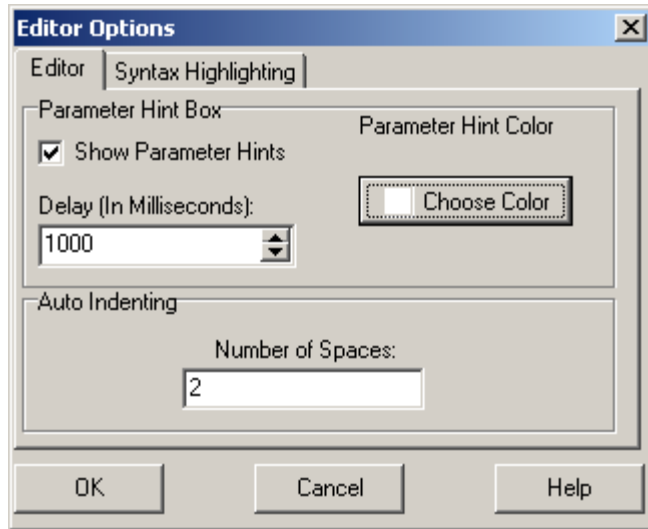 Editor Options
Editor
Syntax Highlighting
Parameter Hint Box
Parameter Hint Color
Show Parameter Hints
Choose Color
Delay (In Milliseconds):
1000
Auto Indenting
Number of Spaces:
2
OK
Cancel
Help